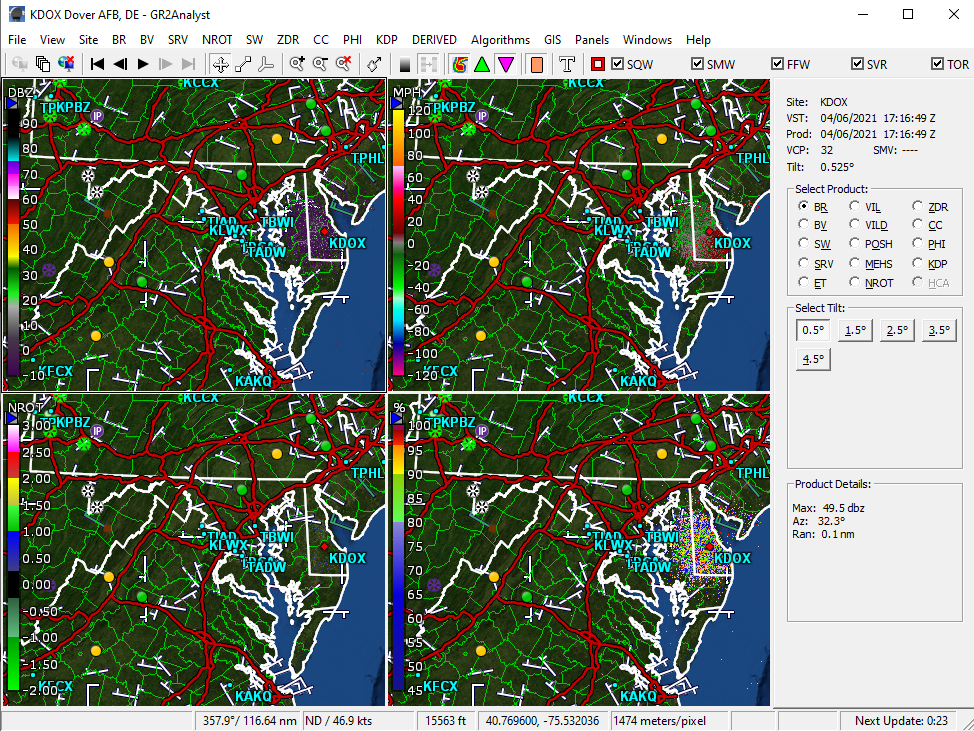 KDOX Dover AFB, DE - GR2Analyst
File View Site BR BV SRV NROT SW ZDR CC PHI KDP DERIVED Algorithms GIS Panels Windows Help
SQW SMW FFW SVR TOR
DBZ
90
80
70
60
50
40
30
20
10
0
-10
KCCX
TPKPBZ
IP
TPHL
TIAD
KLWX
TBWI
TADW
KDOX
KFCX
KAKQ
MPH
120
100
80
60
40
20
0
-20
-40
-60
-80
-100
-120
KCCX
TPKPBZ
IP
TPHL
TIAD
KLWX
TBWI
TADW
KDOX
KFCX
KAKQ
NROT
3.00
2.50
2.00
1.50
1.00
0.50
0.00
-0.50
-1.00
-1.50
-2.00
KCCX
TPKPBZ
IP
TPHL
TIAD
KLWX
TBWI
TADW
KDOX
KFCX
KAKQ
%
100
95
90
85
80
75
70
65
60
55
50
45
KCCX
TPKPBZ
IP
TPHL
TIAD
KLWX
TBWI
TADW
KDOX
KFCX
KAKQ
Site: KDOX
VST: 04/06/2021 17:16:49 Z
Prod: 04/06/2021 17:16:49 Z
VCP: 32 SMV: ----
Tilt: 0.525°
Select Product:
BR VIL ZDR
BV VILD CC
SW POSH PHI
SRV MEHS KDP
ET NROT HCA
Select Tilt:
0.5° 1.5° 2.5° 3.5°
4.5°
Product Details:
Max: 49.5 dbz
Az: 32.3°
Ran: 0.1 nm
357.9°/ 116.64 nm ND / 46.9 kts 15563 ft 40.769600, -75.532036 1474 meters/pixel Next Update: 0:23